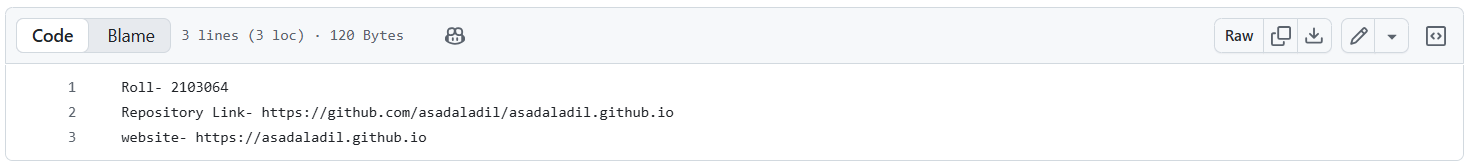 Code Blame 3 lines (3 loc) · 120 Bytes Raw
1 Roll- 2103064
2 Repository Link- https://github.com/asadaladil/asadaladil.github.io
3 website- https://asadaladil.github.io